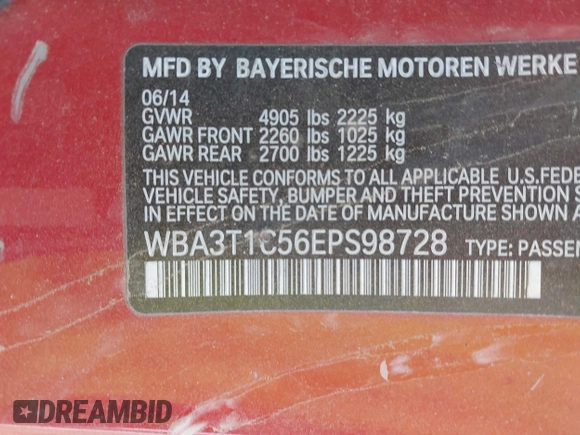 MFD BY BAYERISCHE MOTOREN WERKE
06/14
GVWR 4905 lbs 2225 kg
GAWR FRONT 2260 lbs 1025 kg
GAWR REAR 2700 lbs 1225 kg
THIS VEHICLE CONFORMS TO ALL APPLICABLE U.S.FEDE
VEHICLE SAFETY, BUMPER AND THEFT PREVENTION S
IN EFFECT ON THE DATE OF MANUFACTURE SHOWN A
WBA3T1C56EPS98728 TYPE: PASSEN
DREAMBID